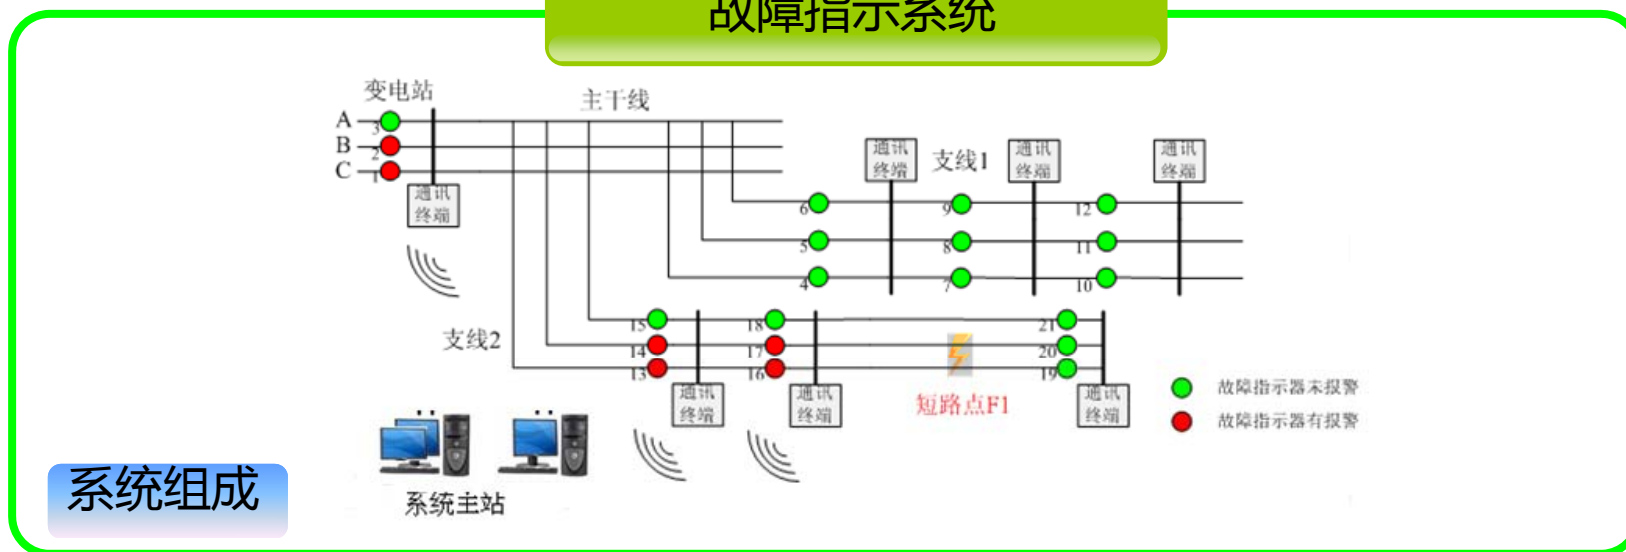 故障指示系统
变电站
主干线
A
3
B
2
C
1
通讯
终端
通讯
终端
支线1
通讯
终端
通讯
终端
6
9
12
5
8
11
4
7
10
支线2
15
18
21
14
17
20
13
16
19
通讯
终端
通讯
终端
短路点F1
通讯
终端
故障指示器未报警
故障指示器有报警
系统主站
系统组成